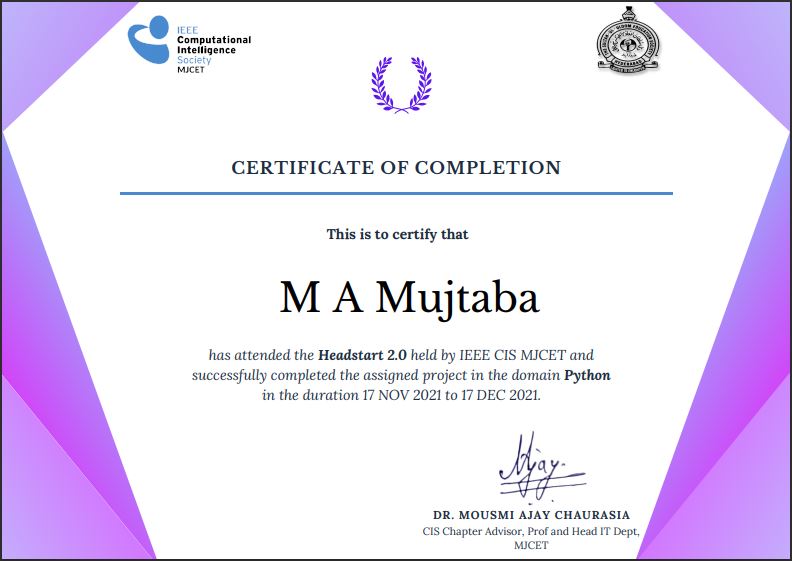 IEEE
Computational
Intelligence
Society
MJCET
HYDERABAD
CERTIFICATE OF COMPLETION
This is to certify that
M A Mujtaba
has attended the Headstart 2.0 held by IEEE CIS MJCET and
successfully completed the assigned project in the domain Python
in the duration 17 NOV 2021 to 17 DEC 2021.
Ajay.
DR. MOUSMI AJAY CHAURASIA
CIS Chapter Advisor, Prof and Head IT Dept,
MJCET